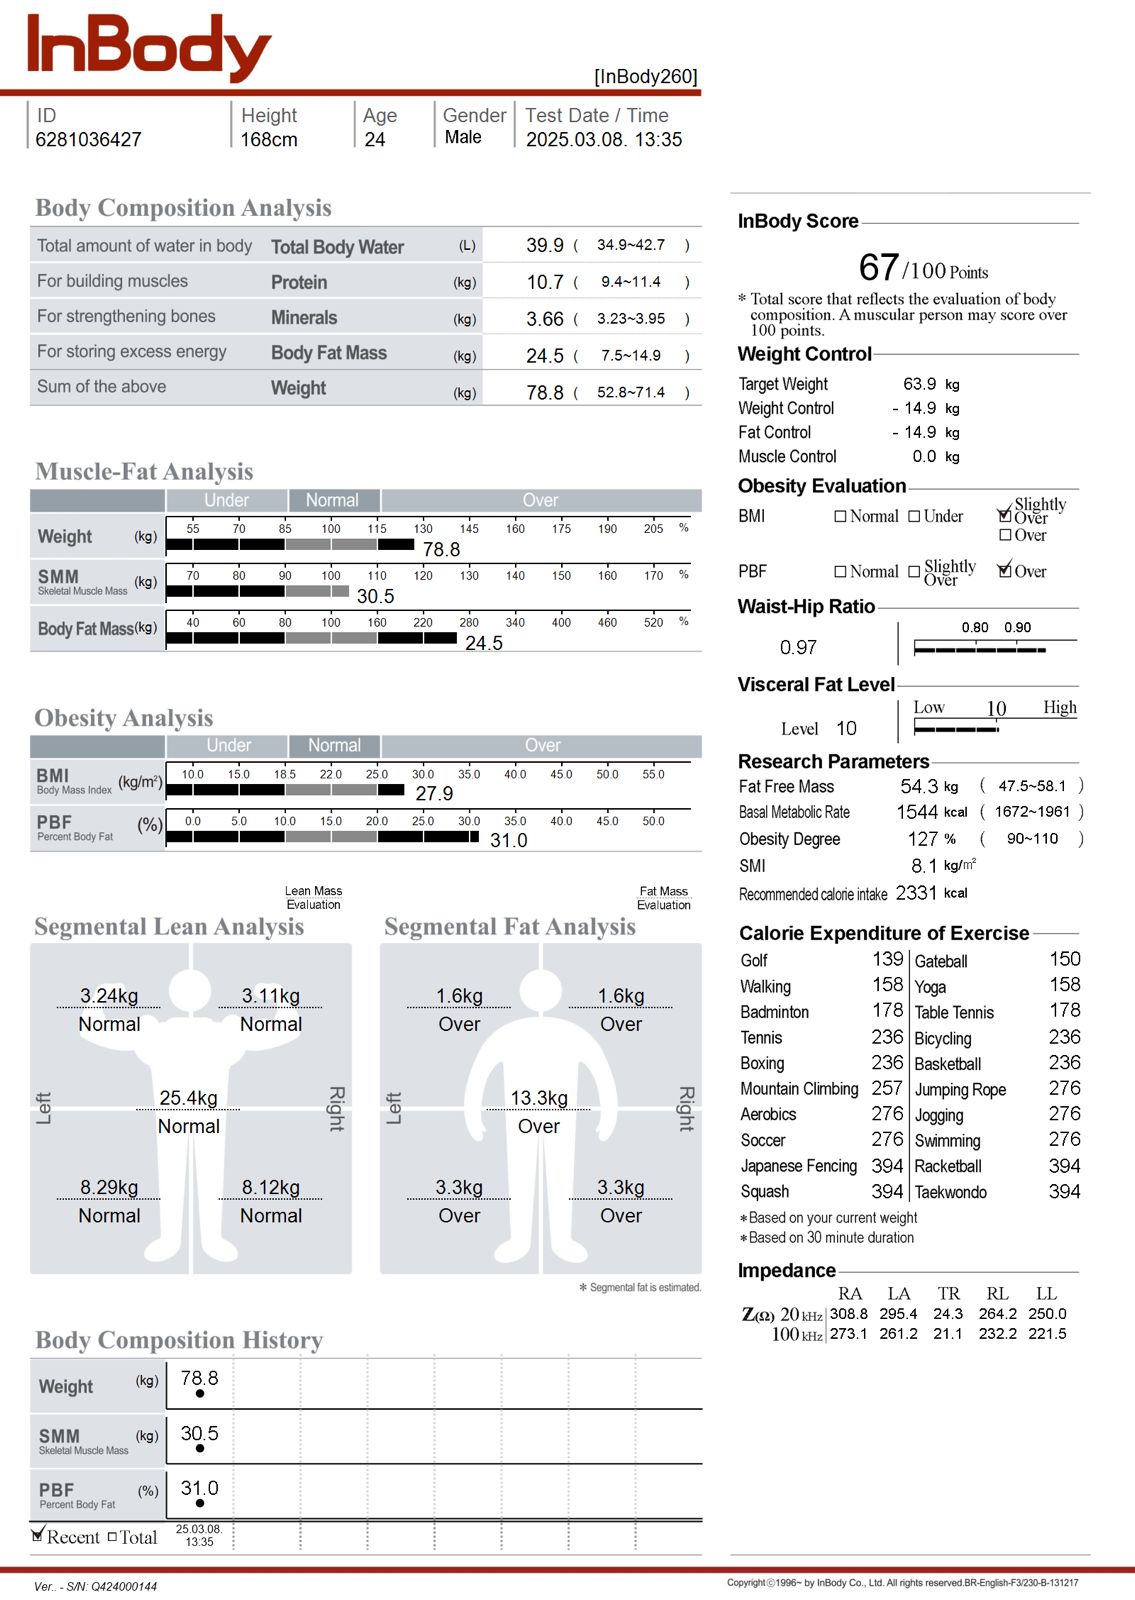 InBody
[InBody260]
ID Height Age Gender Test Date / Time
6281036427 168cm 24 Male 2025.03.08. 13:35
Body Composition Analysis
Total amount of water in body Total Body Water (L) 39.9 ( 34.9~42.7 )
For building muscles Protein (kg) 10.7 ( 9.4~11.4 )
For strengthening bones Minerals (kg) 3.66 ( 3.23~3.95 )
For storing excess energy Body Fat Mass (kg) 24.5 ( 7.5~14.9 )
Sum of the above Weight (kg) 78.8 ( 52.8~71.4 )
Muscle-Fat Analysis
Under Normal Over
Weight (kg) 55 70 85 100 115 130 145 160 175 190 205 %
78.8
SMM (kg) 70 80 90 100 110 120 130 140 150 160 170 %
Skeletal Muscle Mass 30.5
Body Fat Mass (kg) 40 60 80 100 160 220 280 340 400 460 520 %
24.5
Obesity Analysis
Under Normal Over
BMI (kg/m²) 10.0 15.0 18.5 22.0 25.0 30.0 35.0 40.0 45.0 50.0 55.0
Body Mass Index 27.9
PBF (%) 0.0 5.0 10.0 15.0 20.0 25.0 30.0 35.0 40.0 45.0 50.0
Percent Body Fat 31.0
Lean Mass
Evaluation
Segmental Lean Analysis
3.24kg 3.11kg
Normal Normal
Left 25.4kg Right
Normal
8.29kg 8.12kg
Normal Normal
Fat Mass
Evaluation
Segmental Fat Analysis
1.6kg 1.6kg
Over Over
Left 13.3kg Right
Over
3.3kg 3.3kg
Over Over
* Segmental fat is estimated.
Body Composition History
Weight (kg) 78.8
SMM (kg) 30.5
Skeletal Muscle Mass
PBF (%) 31.0
Percent Body Fat
Recent Total 25.03.08.
13:35
InBody Score
67/100 Points
* Total score that reflects the evaluation of body
composition. A muscular person may score over
100 points.
Weight Control
Target Weight 63.9 kg
Weight Control - 14.9 kg
Fat Control - 14.9 kg
Muscle Control 0.0 kg
Obesity Evaluation
BMI Normal Under Slightly
Over
Over
PBF Normal Slightly
Over Over
Waist-Hip Ratio
0.80 0.90
0.97
Visceral Fat Level
Low 10 High
Level 10
Research Parameters
Fat Free Mass 54.3 kg ( 47.5~58.1 )
Basal Metabolic Rate 1544 kcal ( 1672~1961 )
Obesity Degree 127 % ( 90~110 )
SMI 8.1 kg/m²
Recommended calorie intake 2331 kcal
Calorie Expenditure of Exercise
Golf 139 Gateball 150
Walking 158 Yoga 158
Badminton 178 Table Tennis 178
Tennis 236 Bicycling 236
Boxing 236 Basketball 236
Mountain Climbing 257 Jumping Rope 276
Aerobics 276 Jogging 276
Soccer 276 Swimming 276
Japanese Fencing 394 Racketball 394
Squash 394 Taekwondo 394
*Based on your current weight
*Based on 30 minute duration
Impedance
RA LA TR RL LL
Z(Ω) 20 kHz 308.8 295.4 24.3 264.2 250.0
100 kHz 273.1 261.2 21.1 232.2 221.5
Ver.. - S/N: Q424000144
Copyright ⓒ1996~ by InBody Co., Ltd. All rights reserved.BR-English-F3/230-B-131217